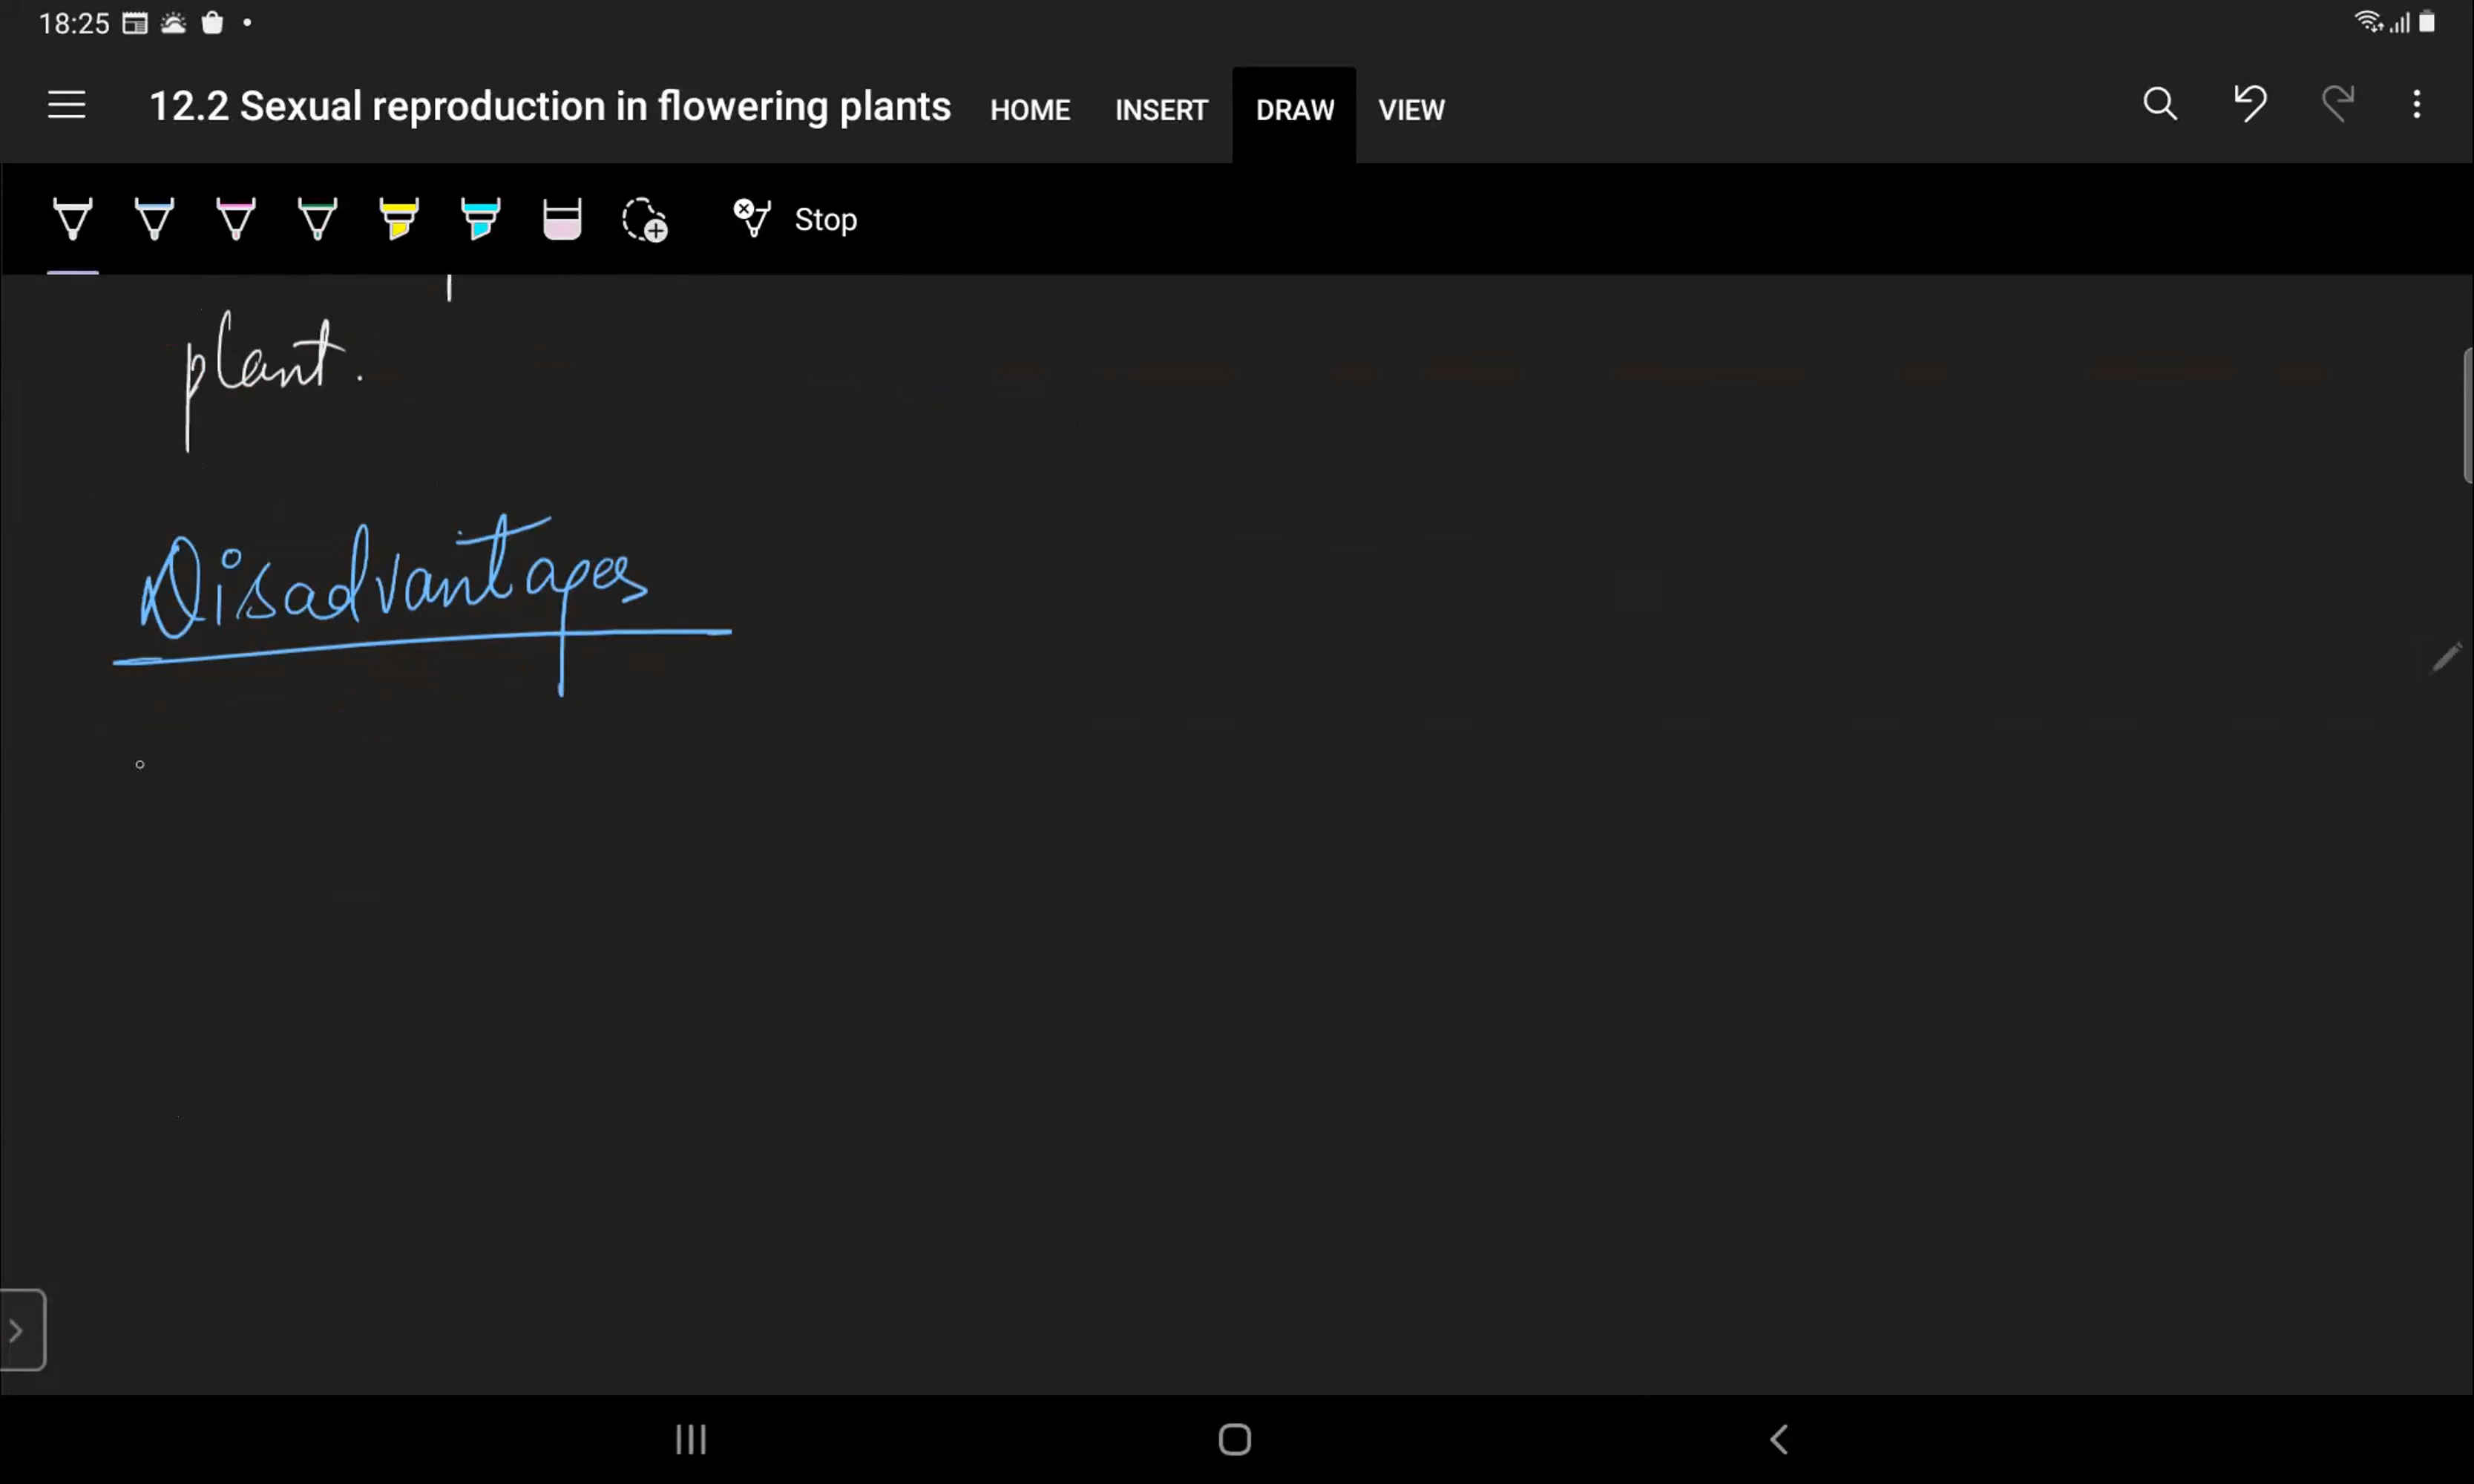 18:25
12.2 Sexual reproduction in flowering plants HOME INSERT DRAW VIEW
Stop
plant.
Disadvantages